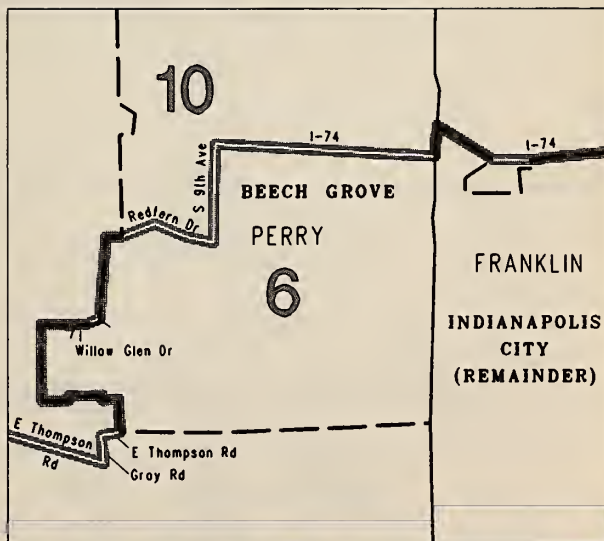 10
I-74
I-74
S 9th Ave
BEECH GROVE
Redfern Dr
PERRY
FRANKLIN
6
INDIANAPOLIS
CITY
(REMAINDER)
Willow Glen Dr
E Thompson
Rd
E Thompson Rd
Gray Rd